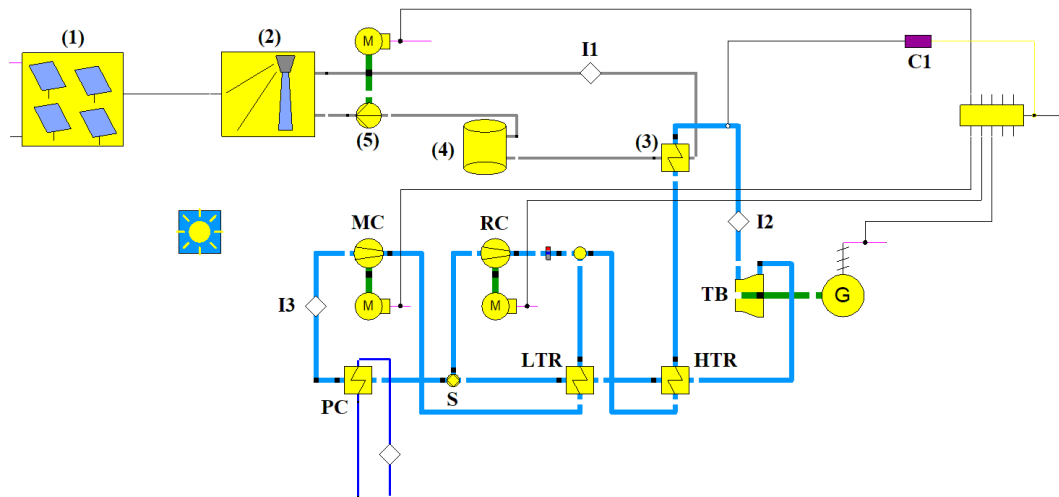 (1)
(2)
M
I1
C1
(5)
(4)
(3)
MC
RC
I2
I3
M
M
TB
G
LTR
HTR
PC
S